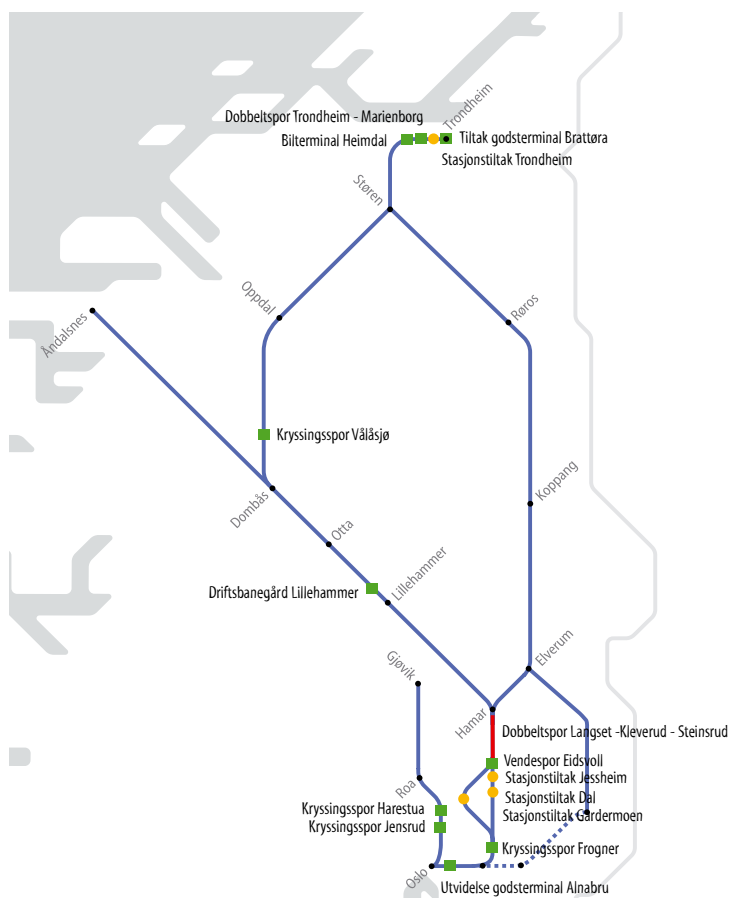 Trondheim
Dobbeltspor Trondheim - Marienborg
Bilterminal Heimdal
Tiltak godsterminal Brattøra
Stasjonstiltak Trondheim
Støren
Oppdal
Røros
Åndalsnes
Kryssingsspor Vålåsjø
Dombås
Koppang
Otta
Driftsbanegård Lillehammer
Lillehammer
Elverum
Gjøvik
Hamar
Dobbeltspor Langset -Kleverud - Steinsrud
Vendespor Eidsvoll
Stasjonstiltak Jessheim
Roa
Stasjonstiltak Dal
Kryssingsspor Harestua
Stasjonstiltak Gardermoen
Kryssingsspor Jensrud
Kryssingsspor Frogner
Oslo
Utvidelse godsterminal Alnabru